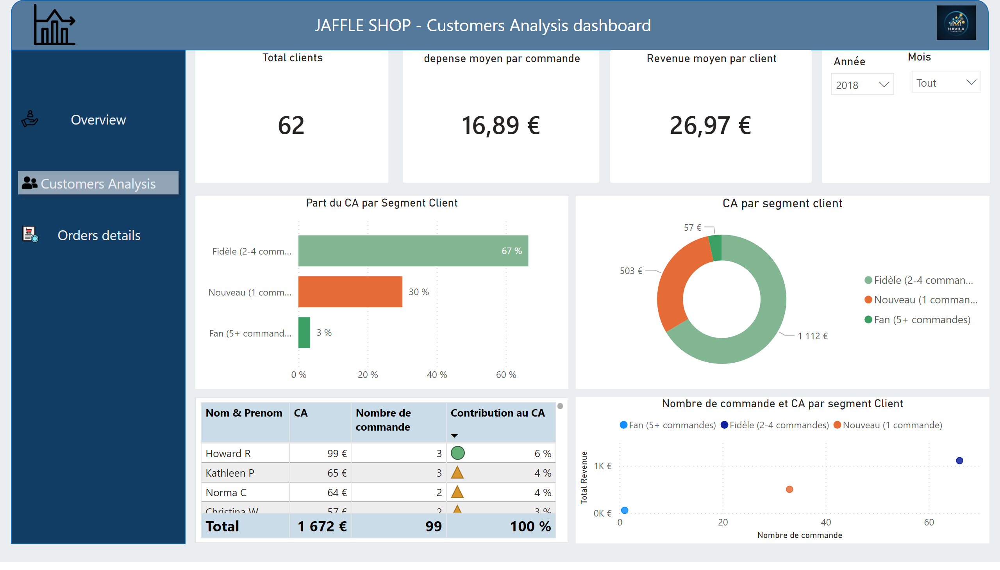 JAFFLE SHOP - Customers Analysis dashboard
HAVILA
Overview
Customers Analysis
Orders details
Total clients
62
depense moyen par commande
16,89 €
Revenue moyen par client
26,97 €
Année
2018
Mois
Tout
Part du CA par Segment Client
Fidèle (2-4 comm...
67 %
Nouveau (1 comm...
30 %
Fan (5+ command...
3 %
0 %
20 %
40 %
60 %
CA par segment client
57 €
503 €
1 112 €
Fidèle (2-4 comman...
Nouveau (1 comman...
Fan (5+ commandes)
Nom & Prenom CA Nombre de Contribution au CA
commande
Howard R 99 € 3 6 %
Kathleen P 65 € 3 4 %
Norma C 64 € 2 4 %
Christina W 57 € 2 3 %
Total 1 672 € 99 100 %
Nombre de commande et CA par segment Client
Fan (5+ commandes) Fidèle (2-4 commandes) Nouveau (1 commande)
Total Revenue
1K €
0K €
0
20
40
60
Nombre de commande